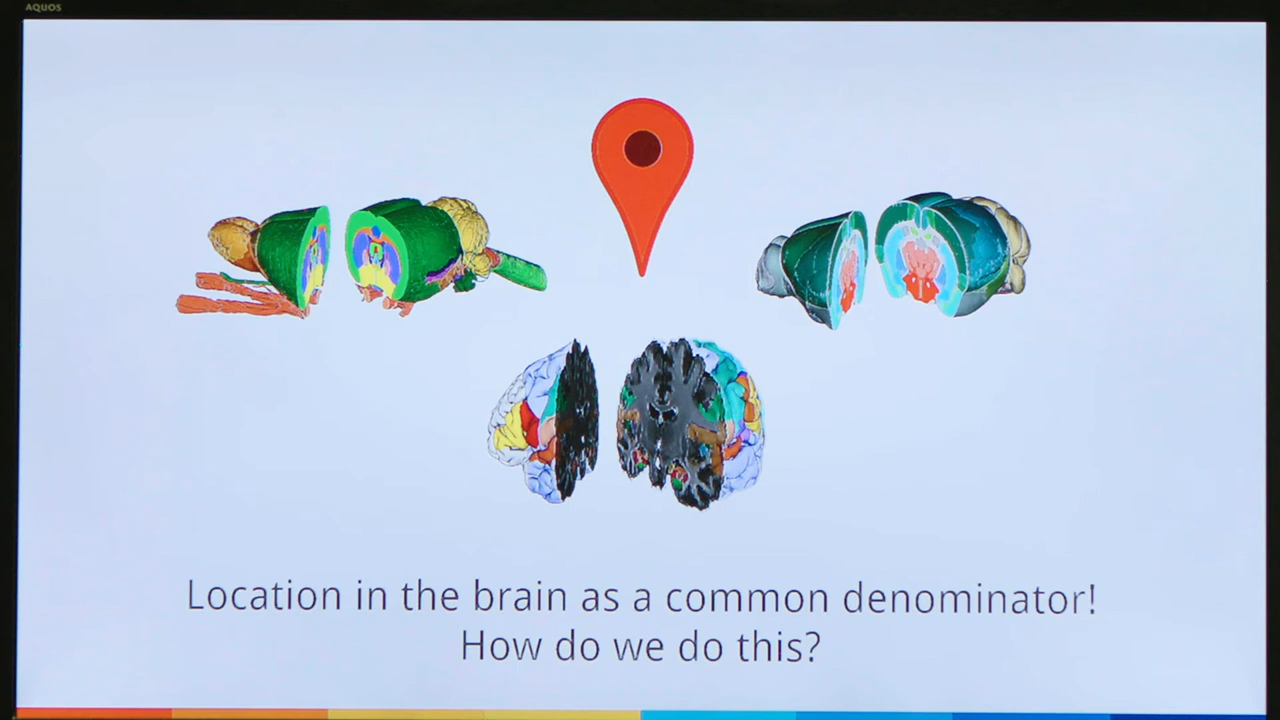 AQUOS
Location in the brain as a common denominator!
How do we do this?